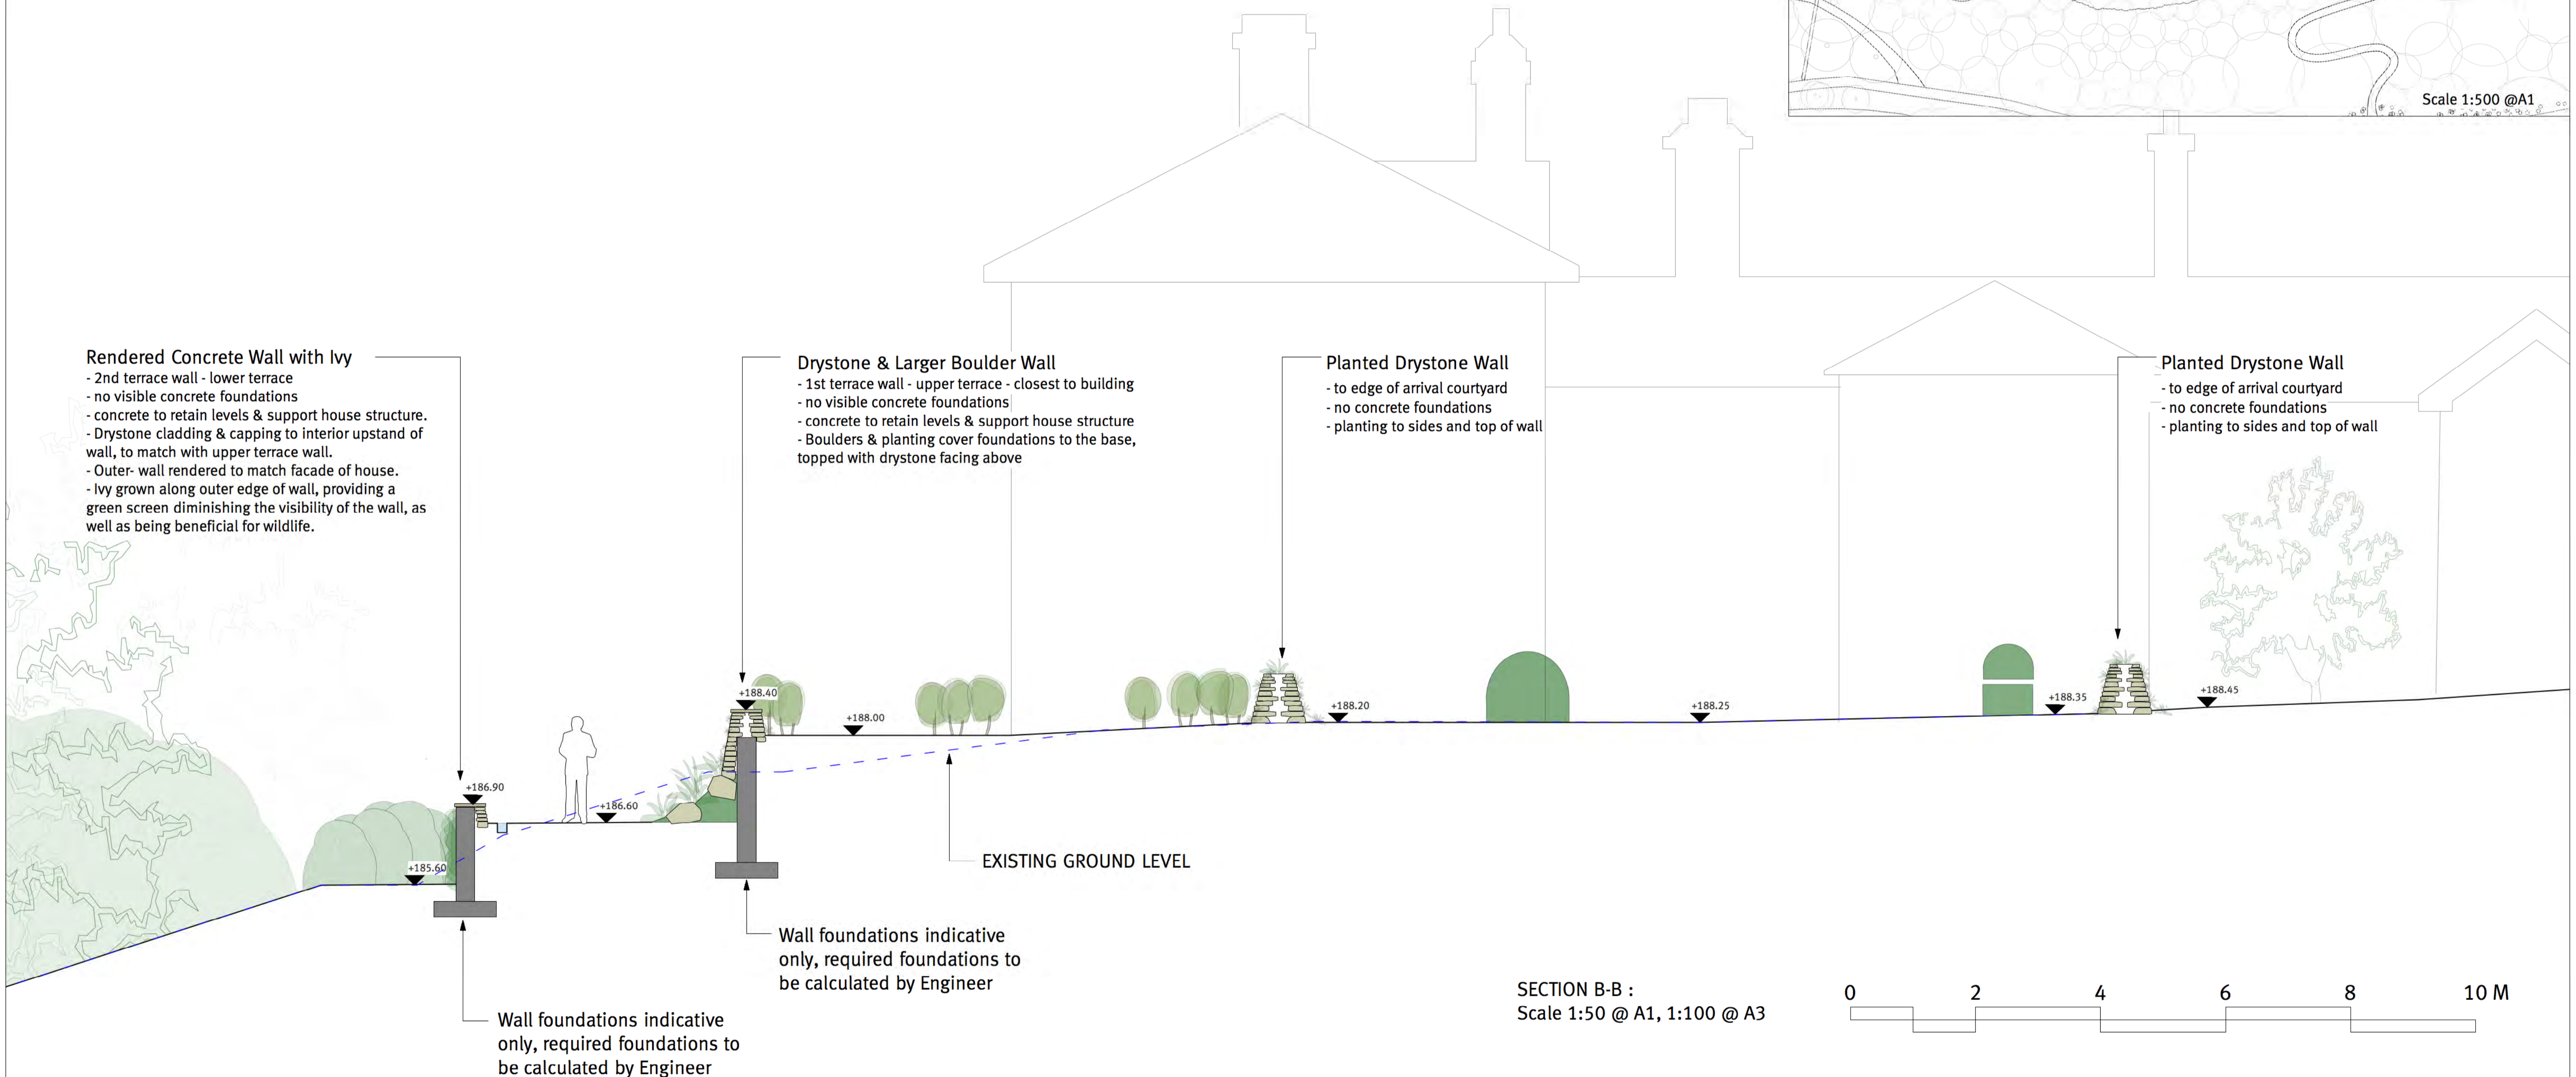 Scale 1:500 @A1
Rendered Concrete Wall with Ivy
- 2nd terrace wall - lower terrace
- no visible concrete foundations
- concrete to retain levels & support house structure.
- Drystone cladding & capping to interior upstand of
wall, to match with upper terrace wall.
- Outer- wall rendered to match facade of house.
- Ivy grown along outer edge of wall, providing a
green screen diminishing the visibility of the wall, as
well as being beneficial for wildlife.
Drystone & Larger Boulder Wall
- 1st terrace wall - upper terrace - closest to building
- no visible concrete foundations
- concrete to retain levels & support house structure
- Boulders & planting cover foundations to the base,
topped with drystone facing above
Planted Drystone Wall
- to edge of arrival courtyard
- no concrete foundations
- planting to sides and top of wall
Planted Drystone Wall
- to edge of arrival courtyard
- no concrete foundations
- planting to sides and top of wall
+188.40
+188.00
+188.20
+188.25
+188.35
+188.45
+186.90
+186.60
+185.60
EXISTING GROUND LEVEL
Wall foundations indicative
only, required foundations to
be calculated by Engineer
Wall foundations indicative
only, required foundations to
be calculated by Engineer
SECTION B-B :
Scale 1:50 @ A1, 1:100 @ A3
0 2 4 6 8 10 M